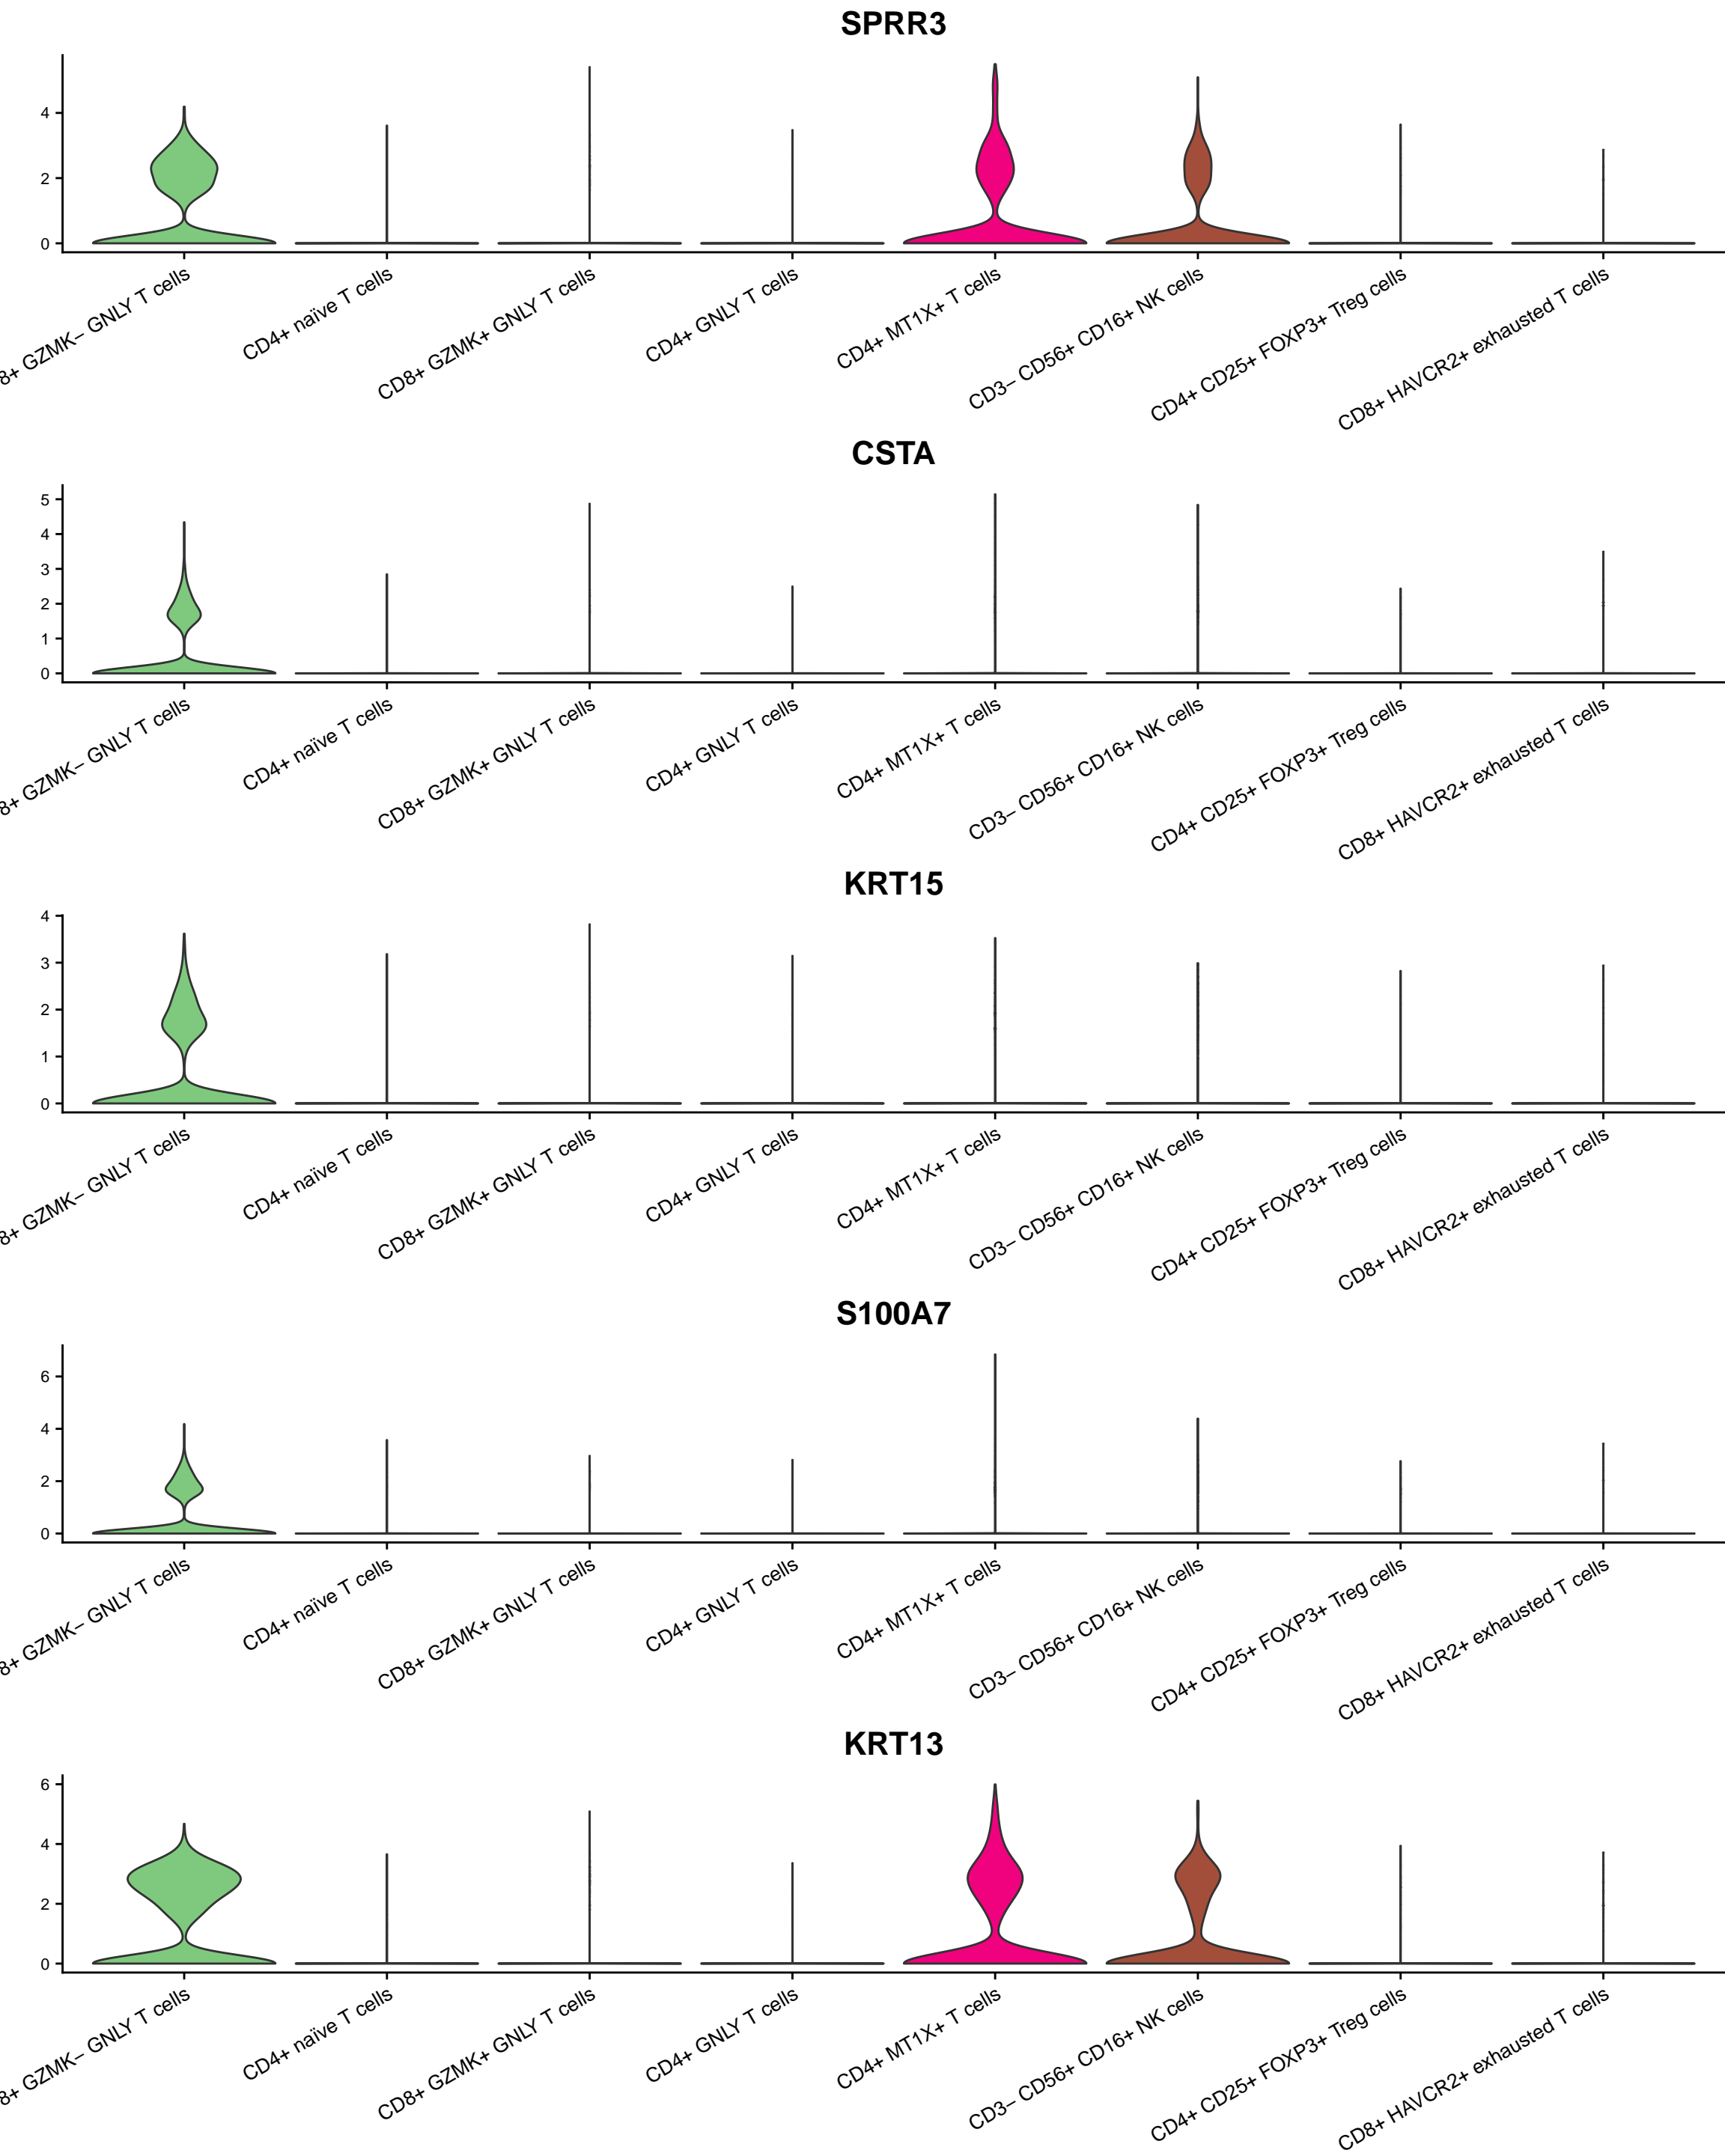 SPRR3
4
2
0
8+ GZMK– GNLY T cells
CD4+ naïve T cells
CD8+ GZMK+ GNLY T cells
CD4+ GNLY T cells
CD4+ MT1X+ T cells
CD3– CD56+ CD16+ NK cells
CD4+ CD25+ FOXP3+ Treg cells
CD8+ HAVCR2+ exhausted T cells
CSTA
5
4
3
2
1
0
8+ GZMK– GNLY T cells
CD4+ naïve T cells
CD8+ GZMK+ GNLY T cells
CD4+ GNLY T cells
CD4+ MT1X+ T cells
CD3– CD56+ CD16+ NK cells
CD4+ CD25+ FOXP3+ Treg cells
CD8+ HAVCR2+ exhausted T cells
KRT15
4
3
2
1
0
8+ GZMK– GNLY T cells
CD4+ naïve T cells
CD8+ GZMK+ GNLY T cells
CD4+ GNLY T cells
CD4+ MT1X+ T cells
CD3– CD56+ CD16+ NK cells
CD4+ CD25+ FOXP3+ Treg cells
CD8+ HAVCR2+ exhausted T cells
S100A7
6
4
2
0
8+ GZMK– GNLY T cells
CD4+ naïve T cells
CD8+ GZMK+ GNLY T cells
CD4+ GNLY T cells
CD4+ MT1X+ T cells
CD3– CD56+ CD16+ NK cells
CD4+ CD25+ FOXP3+ Treg cells
CD8+ HAVCR2+ exhausted T cells
KRT13
6
4
2
0
8+ GZMK– GNLY T cells
CD4+ naïve T cells
CD8+ GZMK+ GNLY T cells
CD4+ GNLY T cells
CD4+ MT1X+ T cells
CD3– CD56+ CD16+ NK cells
CD4+ CD25+ FOXP3+ Treg cells
CD8+ HAVCR2+ exhausted T cells